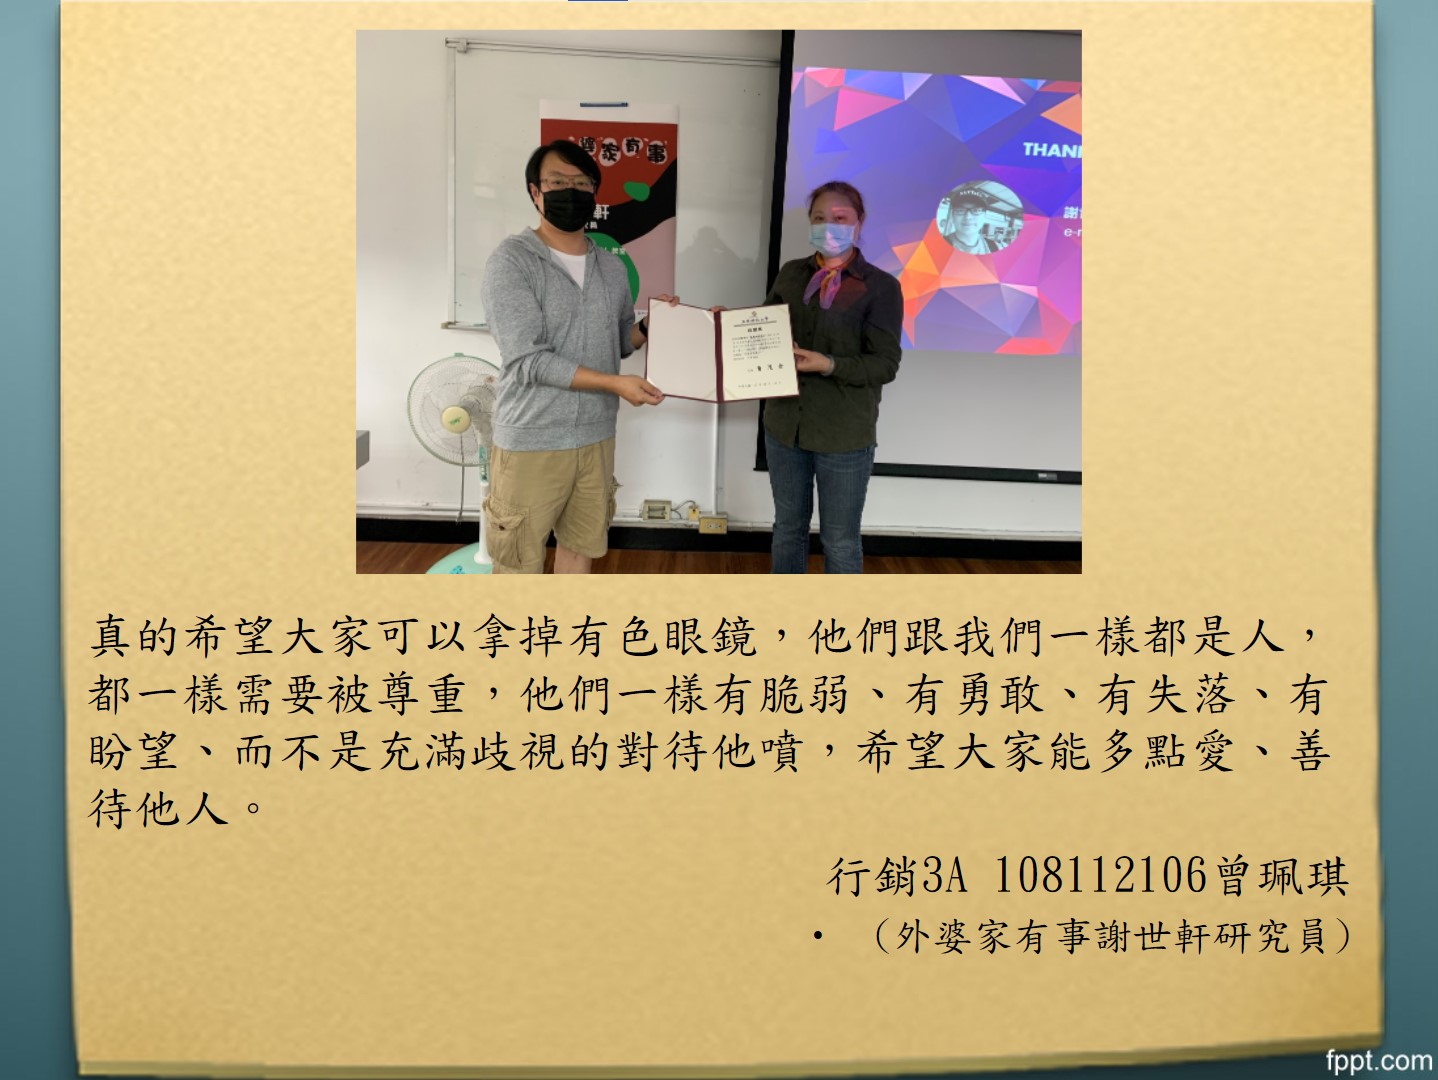 婆家有事
軒
THAN
謝
e-
真的希望大家可以拿掉有色眼鏡，他們跟我們一樣都是人，
都一樣需要被尊重，他們一樣有脆弱、有勇敢、有失落、有
盼望、而不是充滿歧視的對待他噴，希望大家能多點愛、善
待他人。
行銷3A 108112106曾珮琪
• （外婆家有事謝世軒研究員）
fppt.com